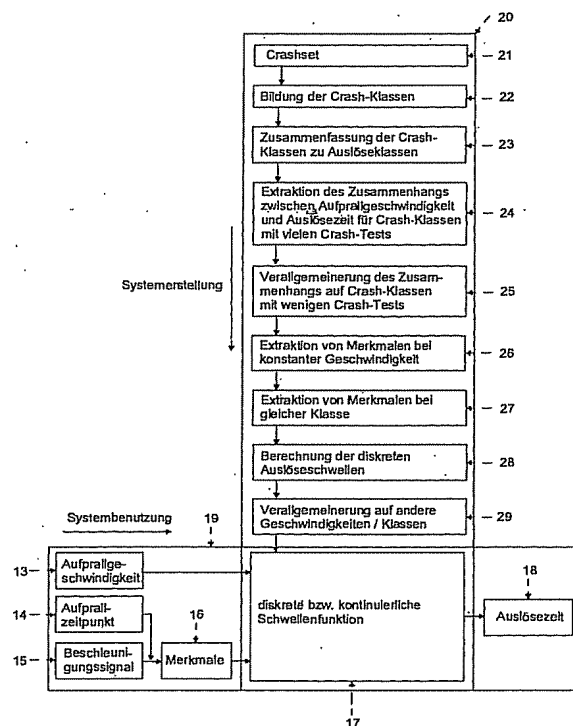 20
Crashset
21
Bildung der Crash-Klassen
22
Zusammenfassung der Crash-
Klassen zu Auslöseklassen
23
Extraktion des Zusammenhangs
zwischen Aufprallgeschwindigkeit
und Auslösezeit für Crash-Klassen
mit vielen Crash-Tests
24
Systemerstellung
Verallgemeinerung des Zusam-
menhangs auf Crash-Klassen
mit wenigen Crash-Tests
25
Extraktion von Merkmalen bei
konstanter Geschwindigkeit
26
Extraktion von Merkmalen bei
gleicher Klasse
27
Berechnung der diskreten
Auslöseschwellen
28
Verallgemeinerung auf andere
Geschwindigkeiten / Klassen
29
Systembenutzung
19
13
Aufprallge-
schwindigkeit
14
Aufprall-
zeitpunkt
15
Beschleuni-
gungssignal
16
Merkmale
diskrete bzw. kontinuierliche
Schwellenfunktion
17
18
Auslösezeit